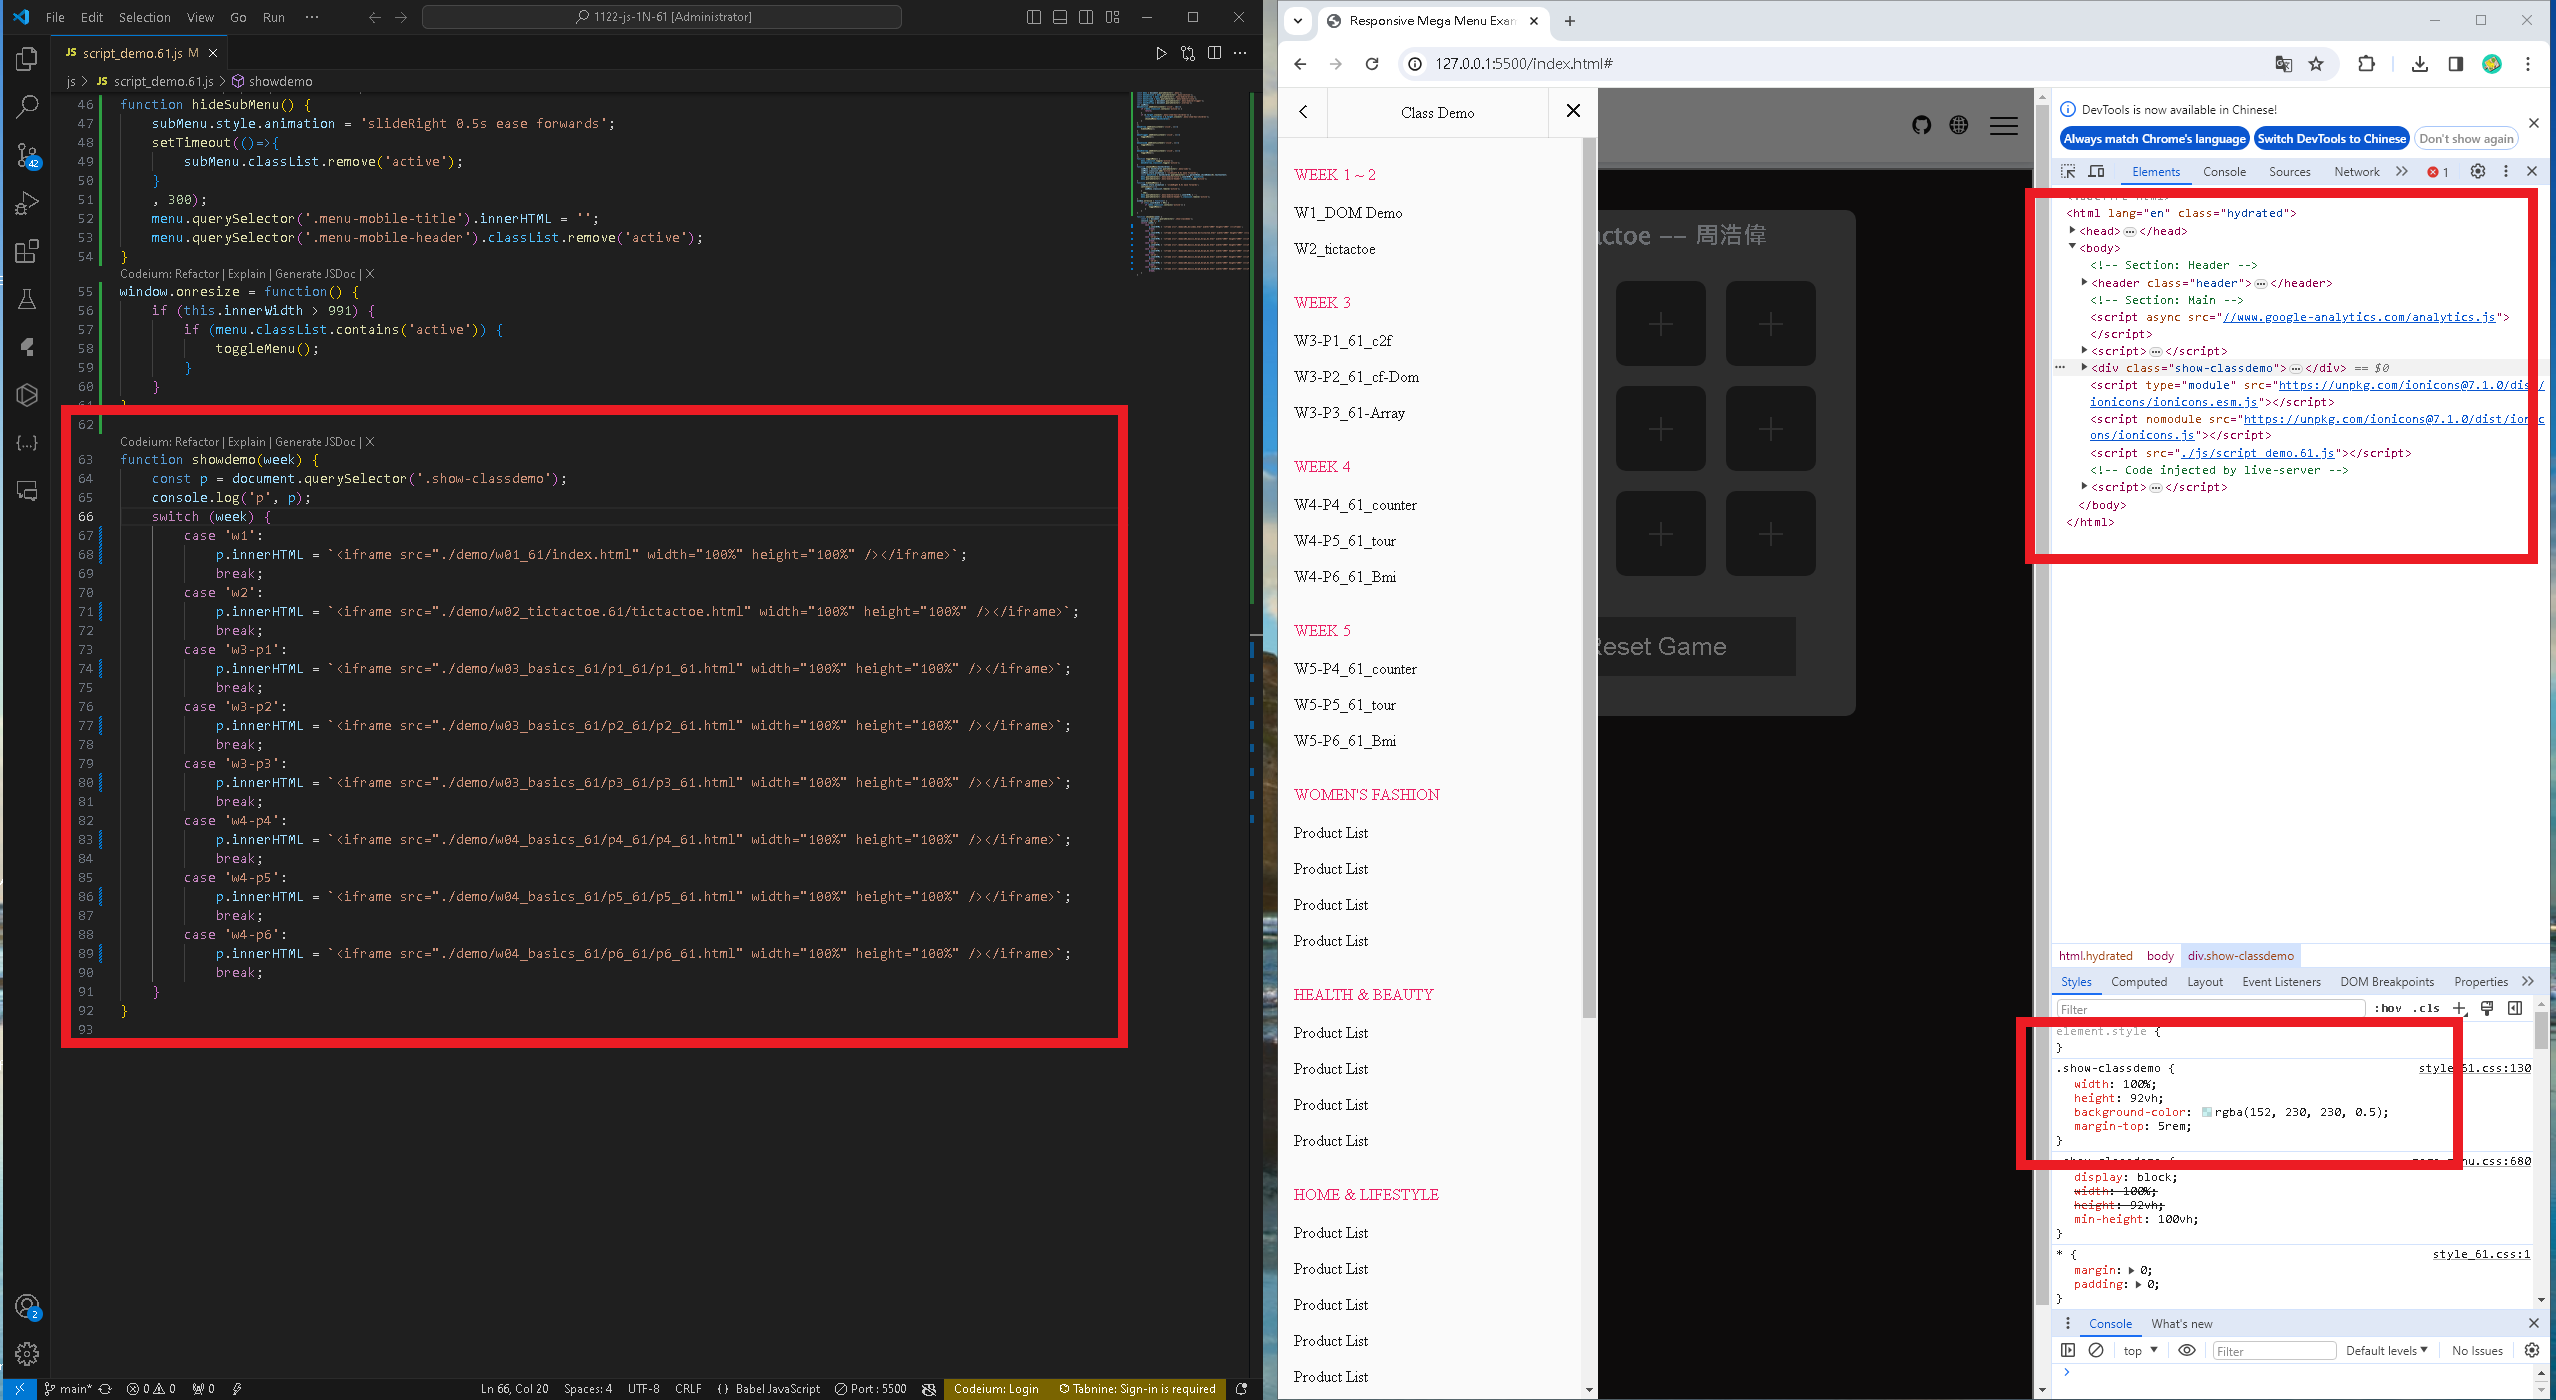 File Edit Selection View Go Run ···
1122-js-1N-61 [Administrator]
JS script_demo.61.js M
js > JS script_demo.61.js > showdemo
46 function hideSubMenu() {
47 subMenu.style.animation = 'slideRight 0.5s ease forwards';
48 setTimeout(()=>{
49 subMenu.classList.remove('active');
50 }
51 , 300);
52 menu.querySelector('.menu-mobile-title').innerHTML = '';
53 menu.querySelector('.menu-mobile-header').classList.remove('active');
54 }
Codeium: Refactor | Explain | Generate JSDoc | X
55 window.onresize = function() {
56 if (this.innerWidth > 991) {
57 if (menu.classList.contains('active')) {
58 toggleMenu();
59 }
60 }
62
Codeium: Refactor | Explain | Generate JSDoc | X
63 function showdemo(week) {
64 const p = document.querySelector('.show-classdemo');
65 console.log('p', p);
66 switch (week) {
67 case 'w1':
68 p.innerHTML = `<iframe src="./demo/w01_61/index.html" width="100%" height="100%" /></iframe>`;
69 break;
70 case 'w2':
71 p.innerHTML = `<iframe src="./demo/w02_tictactoe.61/tictactoe.html" width="100%" height="100%" /></iframe>`;
72 break;
73 case 'w3-p1':
74 p.innerHTML = `<iframe src="./demo/w03_basics_61/p1_61/p1_61.html" width="100%" height="100%" /></iframe>`;
75 break;
76 case 'w3-p2':
77 p.innerHTML = `<iframe src="./demo/w03_basics_61/p2_61/p2_61.html" width="100%" height="100%" /></iframe>`;
78 break;
79 case 'w3-p3':
80 p.innerHTML = `<iframe src="./demo/w03_basics_61/p3_61/p3_61.html" width="100%" height="100%" /></iframe>`;
81 break;
82 case 'w4-p4':
83 p.innerHTML = `<iframe src="./demo/w04_basics_61/p4_61/p4_61.html" width="100%" height="100%" /></iframe>`;
84 break;
85 case 'w4-p5':
86 p.innerHTML = `<iframe src="./demo/w04_basics_61/p5_61/p5_61.html" width="100%" height="100%" /></iframe>`;
87 break;
88 case 'w4-p6':
89 p.innerHTML = `<iframe src="./demo/w04_basics_61/p6_61/p6_61.html" width="100%" height="100%" /></iframe>`;
90 break;
91 }
92 }
93
42
2
main* 0 0 0 Ln 66, Col 20 Spaces: 4 UTF-8 CRLF {} Babel JavaScript Port : 5500 Codeium: Login Tabnine: Sign-in is required
Responsive Mega Menu Exam
127.0.0.1:5500/index.html#
Class Demo
WEEK 1 ~ 2
W1_DOM Demo
W2_tictactoe
WEEK 3
W3-P1_61_c2f
W3-P2_61_cf-Dom
W3-P3_61-Array
WEEK 4
W4-P4_61_counter
W4-P5_61_tour
W4-P6_61_Bmi
WEEK 5
W5-P4_61_counter
W5-P5_61_tour
W5-P6_61_Bmi
WOMEN'S FASHION
Product List
Product List
Product List
Product List
HEALTH & BEAUTY
Product List
Product List
Product List
Product List
HOME & LIFESTYLE
Product List
Product List
Product List
Product List
Product List
actoe -- 周浩偉
Reset Game
DevTools is now available in Chinese!
Always match Chrome's language Switch DevTools to Chinese Don't show again
Elements Console Sources Network 1
<html lang="en" class="hydrated">
<head> ··· </head>
<body>
<!-- Section: Header -->
<header class="header"> ··· </header>
<!-- Section: Main -->
<script async src="//www.google-analytics.com/analytics.js">
</script>
<script> ··· </script>
<div class="show-classdemo"> ··· </div> == $0
<script type="module" src="https://unpkg.com/ionicons@7.1.0/dist/
ionicons/ionicons.esm.js"></script>
<script nomodule src="https://unpkg.com/ionicons@7.1.0/dist/ionic
ons/ionicons.js"></script>
<script src="./js/script_demo.61.js"></script>
<!-- Code injected by live-server -->
<script> ··· </script>
</body>
</html>
html.hydrated body div.show-classdemo
Styles Computed Layout Event Listeners DOM Breakpoints Properties
Filter :hov .cls
element.style {
}
.show-classdemo { style_61.css:130
width: 100%;
height: 92vh;
background-color: rgba(152, 230, 230, 0.5);
margin-top: 5rem;
}
display: block;
width: 100%;
height: 92vh;
min-height: 100vh;
}
* { style_61.css:1
margin: 0;
padding: 0;
}
Console What's new
top Filter Default levels No Issues